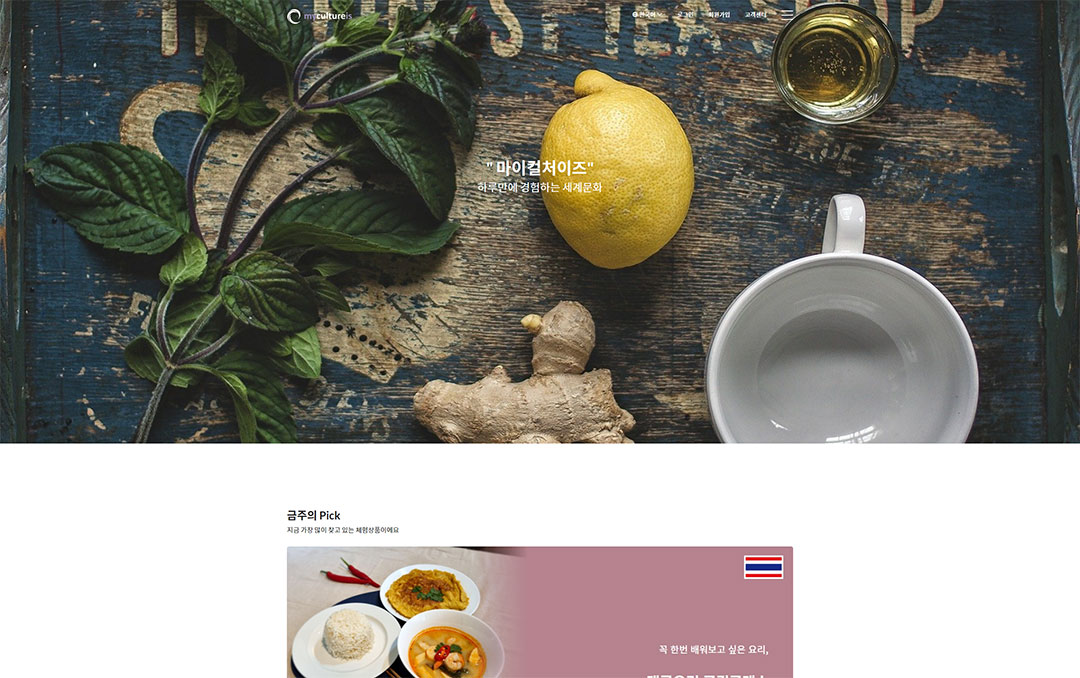 mycultureis
한국어
로그인
회원가입
고객센터
" 마이컬처이즈"
하루만에 경험하는 세계문화
금주의 Pick
지금 가장 많이 찾고 있는 체험상품이에요
꼭 한번 배워보고 싶은 요리,